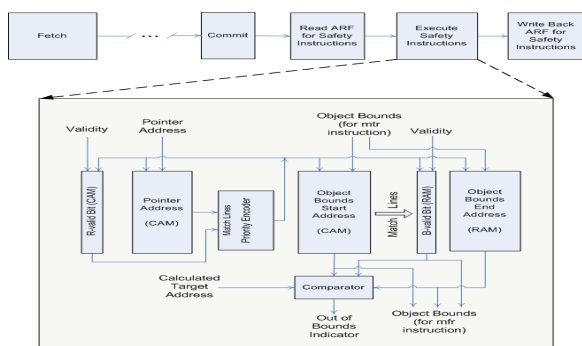 Fetch
...
Commit
Read ARF
for Safety
Instructions
Execute
Safety
Instructions
Write Back
ARF for
Safety
Instructions
Validity
Pointer
Address
Object Bounds
(for mtr
instruction)
Validity
R-valid Bit (CAM)
Pointer
Address
(CAM)
Match Lines
Priority Encoder
Object
Bounds
Start
Address
(CAM)
Match Lines
B-valid Bit (RAM)
Object
Bounds
End
Address
(RAM)
Calculated
Target
Address
Comparator
Out of
Bounds
Indicator
Object Bounds
(for mfr
instruction)